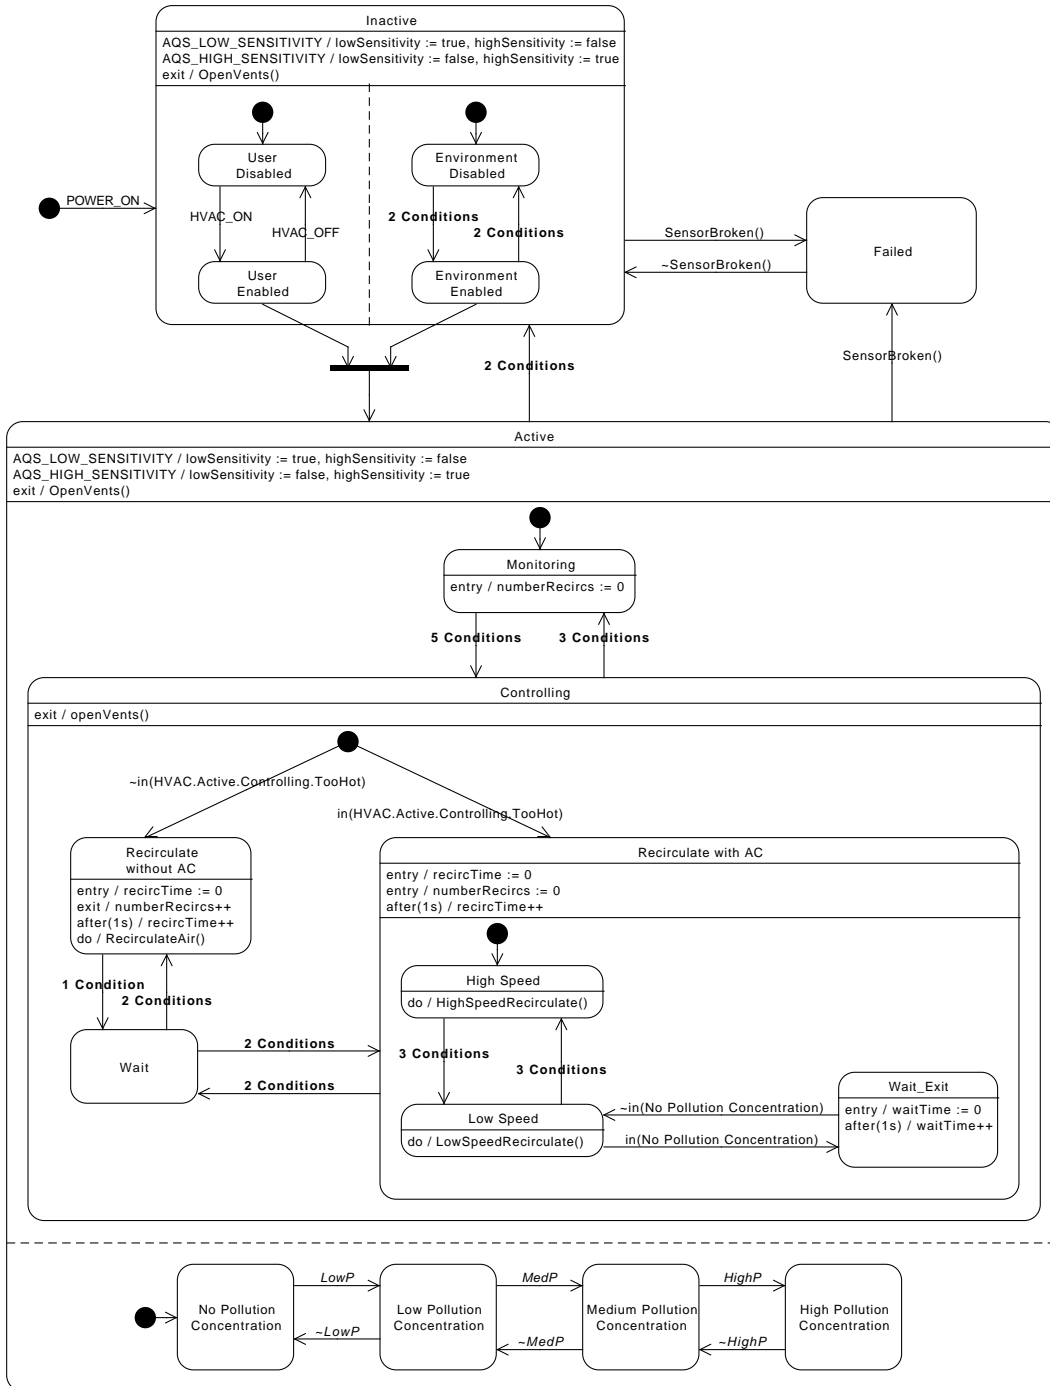 Inactive
AQS_LOW_SENSITIVITY / lowSensitivity := true, highSensitivity := false
AQS_HIGH_SENSITIVITY / lowSensitivity := false, highSensitivity := true
exit / OpenVents()
User
Disabled
Environment
Disabled
POWER_ON
HVAC_ON
HVAC_OFF
2 Conditions
2 Conditions
User
Enabled
Environment
Enabled
SensorBroken()
~SensorBroken()
Failed
2 Conditions
SensorBroken()
Active
AQS_LOW_SENSITIVITY / lowSensitivity := true, highSensitivity := false
AQS_HIGH_SENSITIVITY / lowSensitivity := false, highSensitivity := true
exit / OpenVents()
Monitoring
entry / numberRecircs := 0
5 Conditions
3 Conditions
Controlling
exit / openVents()
~in(HVAC.Active.Controlling.TooHot)
in(HVAC.Active.Controlling.TooHot)
Recirculate
without AC
entry / recircTime := 0
exit / numberRecircs++
after(1s) / recircTime++
do / RecirculateAir()
1 Condition
2 Conditions
Wait
2 Conditions
2 Conditions
Recirculate with AC
entry / recircTime := 0
entry / numberRecircs := 0
after(1s) / recircTime++
High Speed
do / HighSpeedRecirculate()
3 Conditions
3 Conditions
Low Speed
do / LowSpeedRecirculate()
~in(No Pollution Concentration)
in(No Pollution Concentration)
Wait_Exit
entry / waitTime := 0
after(1s) / waitTime++
No Pollution
Concentration
LowP
~LowP
Low Pollution
Concentration
MedP
~MedP
Medium Pollution
Concentration
HighP
~HighP
High Pollution
Concentration